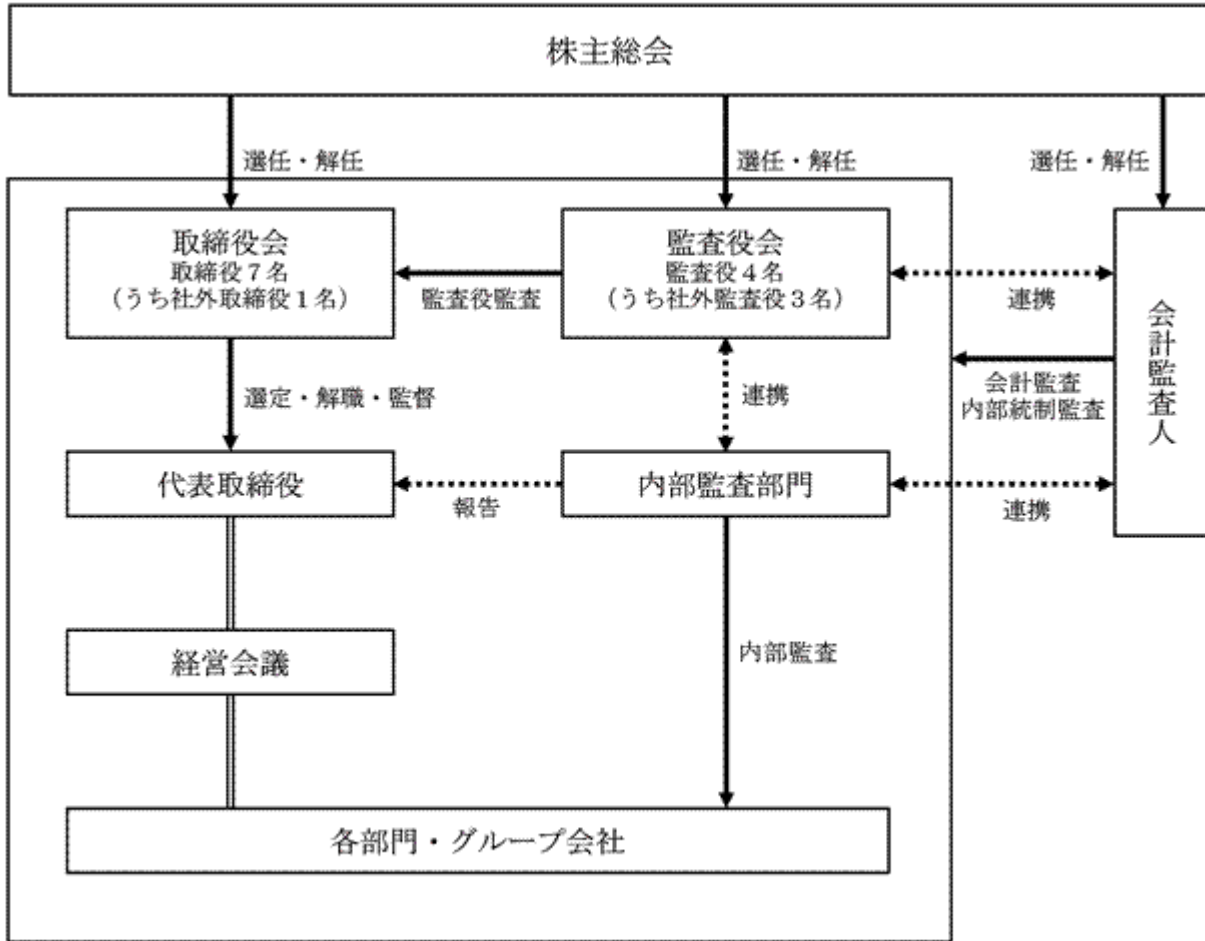 株主総会
選任・解任
選任・解任
選任・解任
取締役会
取締役7名
(うち社外取締役1名)
監査役監査
監査役会
監査役4名
(うち社外監査役3名)
連携
会計監査人
会計監査
内部統制監査
選定・解職・監督
連携
代表取締役
報告
内部監査部門
連携
経営会議
内部監査
各部門・グループ会社